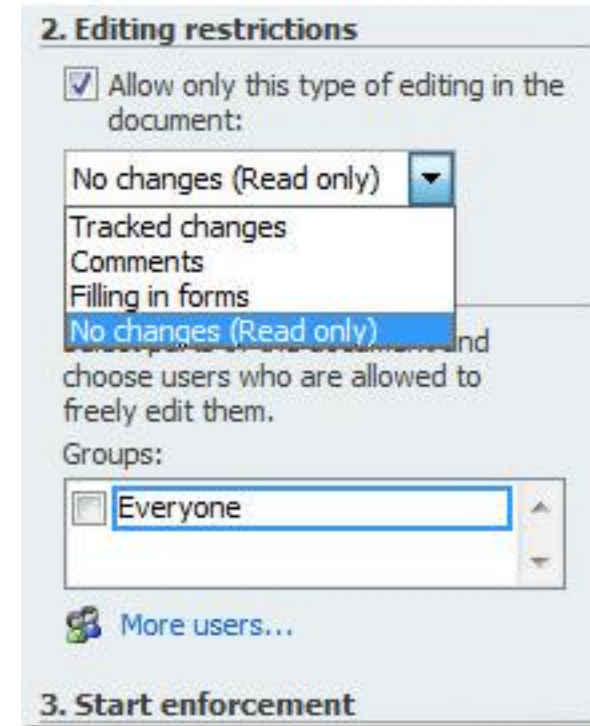 2. Editing restrictions
Allow only this type of editing in the
document:
No changes (Read only)
Tracked changes
Comments
Filling in forms
No changes (Read only)
and
choose users who are allowed to
freely edit them.
Groups:
Everyone
More users...
3. Start enforcement